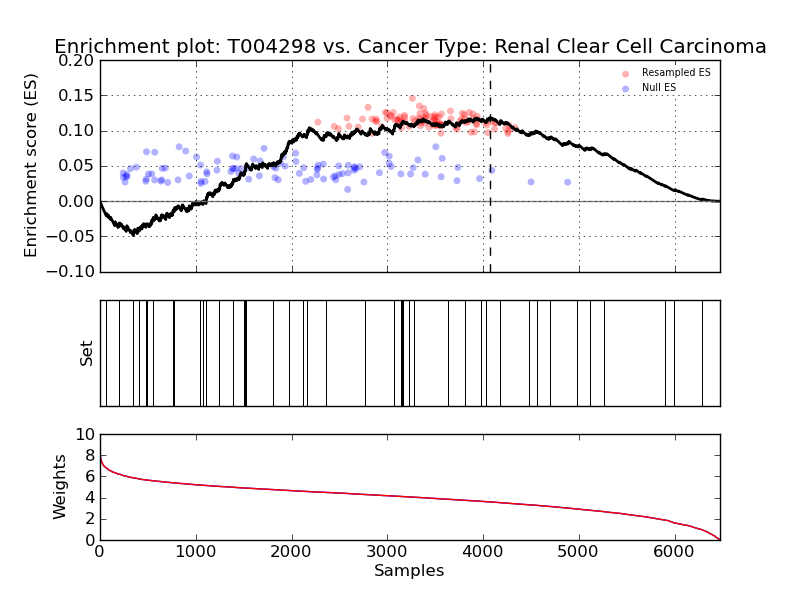 Enrichment plot: T004298 vs. Cancer Type: Renal Clear Cell Carcinoma
Enrichment score (ES)
0.20
0.15
0.10
0.05
0.00
−0.05
−0.10
Resampled ES
Null ES
Set
Weights
10
8
6
4
2
0
0 1000 2000 3000 4000 5000 6000
Samples